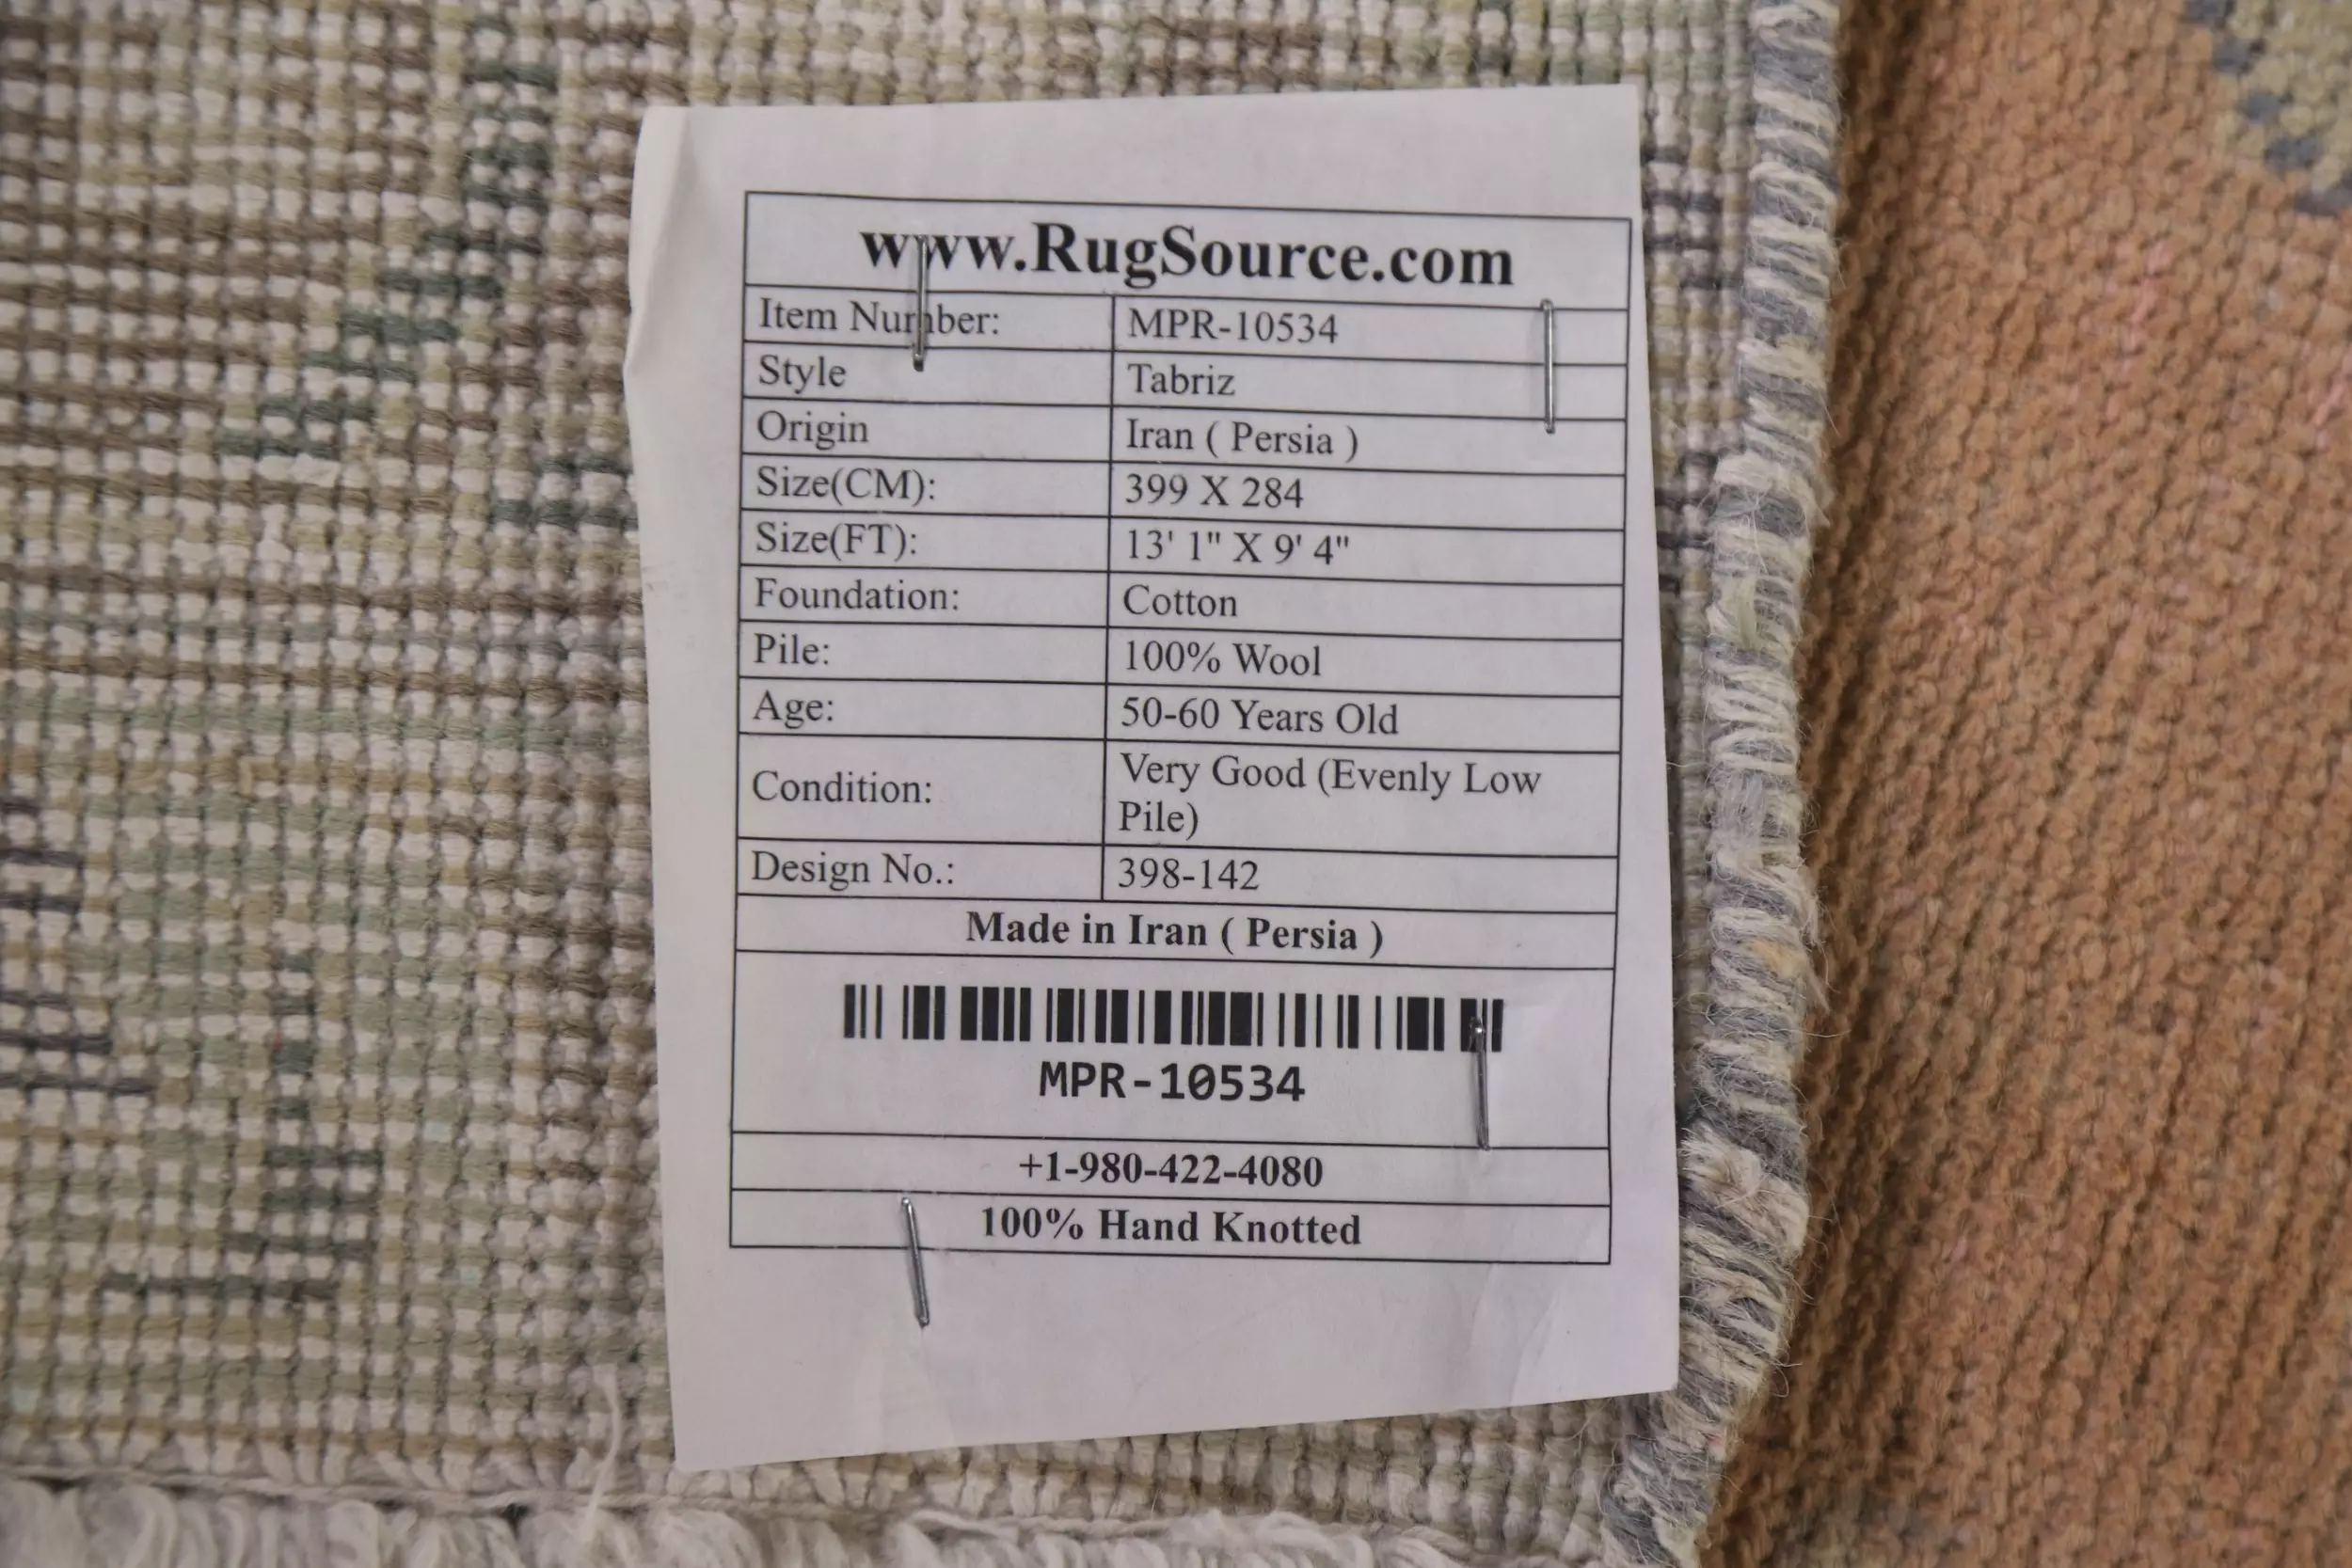 www.RugSource.com
Item Number: MPR-10534
Style Tabriz
Origin Iran ( Persia )
Size(CM): 399 X 284
Size(FT): 13' 1" X 9' 4"
Foundation: Cotton
Pile: 100% Wool
Age: 50-60 Years Old
Condition: Very Good (Evenly Low
Pile)
Design No.: 398-142
Made in Iran ( Persia )
MPR-10534
+1-980-422-4080
100% Hand Knotted